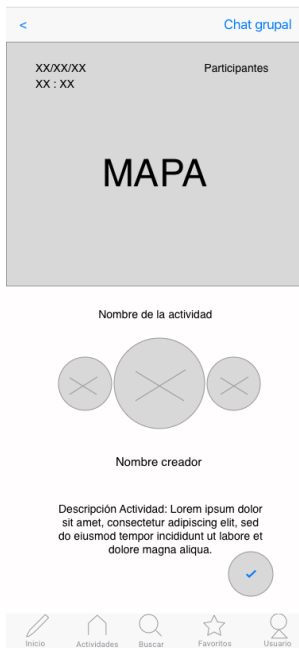 < Chat grupal
XX/XX/XX Participantes
XX : XX
MAPA
Nombre de la actividad
Nombre creador
Descripción Actividad: Lorem ipsum dolor
sit amet, consectetur adipiscing elit, sed
do eiusmod tempor incididunt ut labore et
dolore magna aliqua.
Inicio Actividades Buscar Favoritos Usuario